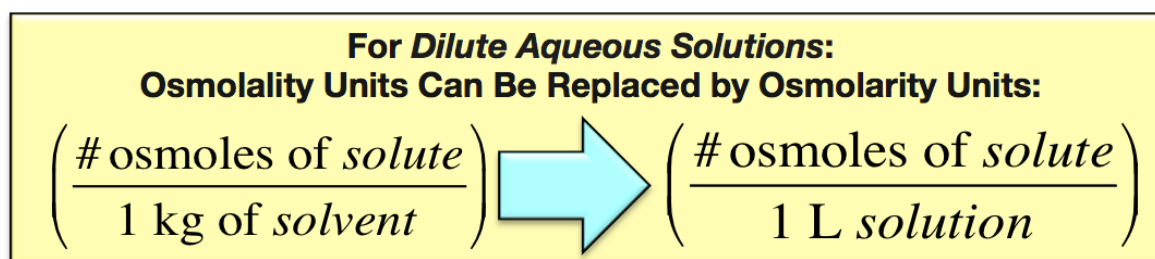 For Dilute Aqueous Solutions:
Osmolality Units Can Be Replaced by Osmolarity Units:
(# osmoles of solute / 1 kg of solvent) (# osmoles of solute / 1 L solution)